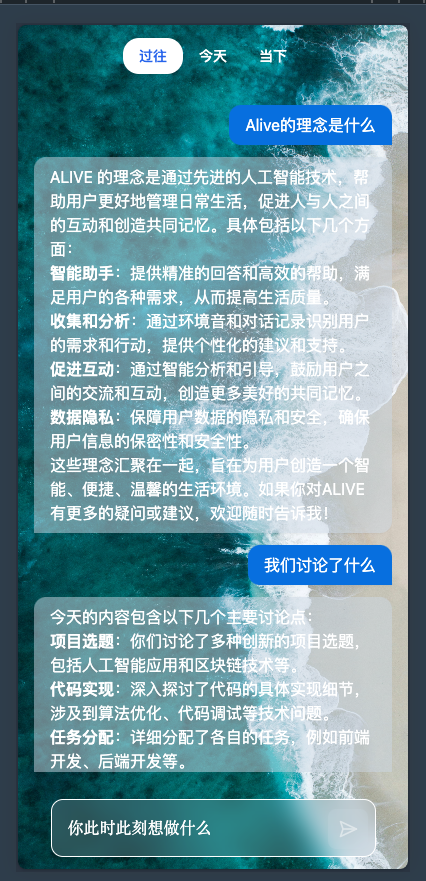 过往 今天 当下
Alive的理念是什么
ALIVE 的理念是通过先进的人工智能技术，帮
助用户更好地管理日常生活，促进人与人之间
的互动和创造共同记忆。具体包括以下几个方
面：
智能助手：提供精准的回答和高效的帮助，满
足用户的各种需求，从而提高生活质量。
收集和分析：通过环境音和对话记录识别用户
的需求和行动，提供个性化的建议和支持。
促进互动：通过智能分析和引导，鼓励用户之
间的交流和互动，创造更多美好的共同记忆。
数据隐私：保障用户数据的隐私和安全，确保
用户信息的保密性和安全性。
这些理念汇聚在一起，旨在为用户创造一个智
能、便捷、温馨的生活环境。如果你对ALIVE
有更多的疑问或建议，欢迎随时告诉我！
我们讨论了什么
今天的内容包含以下几个主要讨论点：
项目选题：你们讨论了多种创新的项目选题，
包括人工智能应用和区块链技术等。
代码实现：深入探讨了代码的具体实现细节，
涉及到算法优化、代码调试等技术问题。
任务分配：详细分配了各自的任务，例如前端
开发、后端开发等。
你此时此刻想做什么